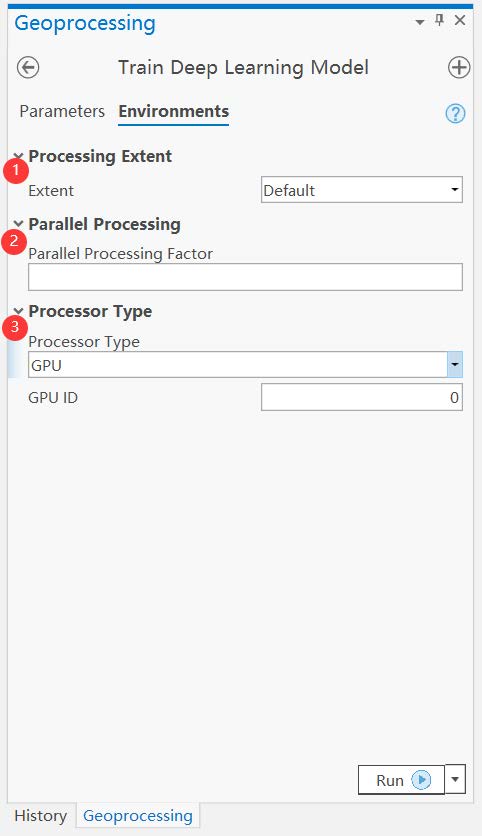 Geoprocessing
Train Deep Learning Model
Parameters Environments
Processing Extent
1
Extent Default
Parallel Processing
2
Parallel Processing Factor
Processor Type
3
Processor Type
GPU
GPU ID 0
Run
History Geoprocessing